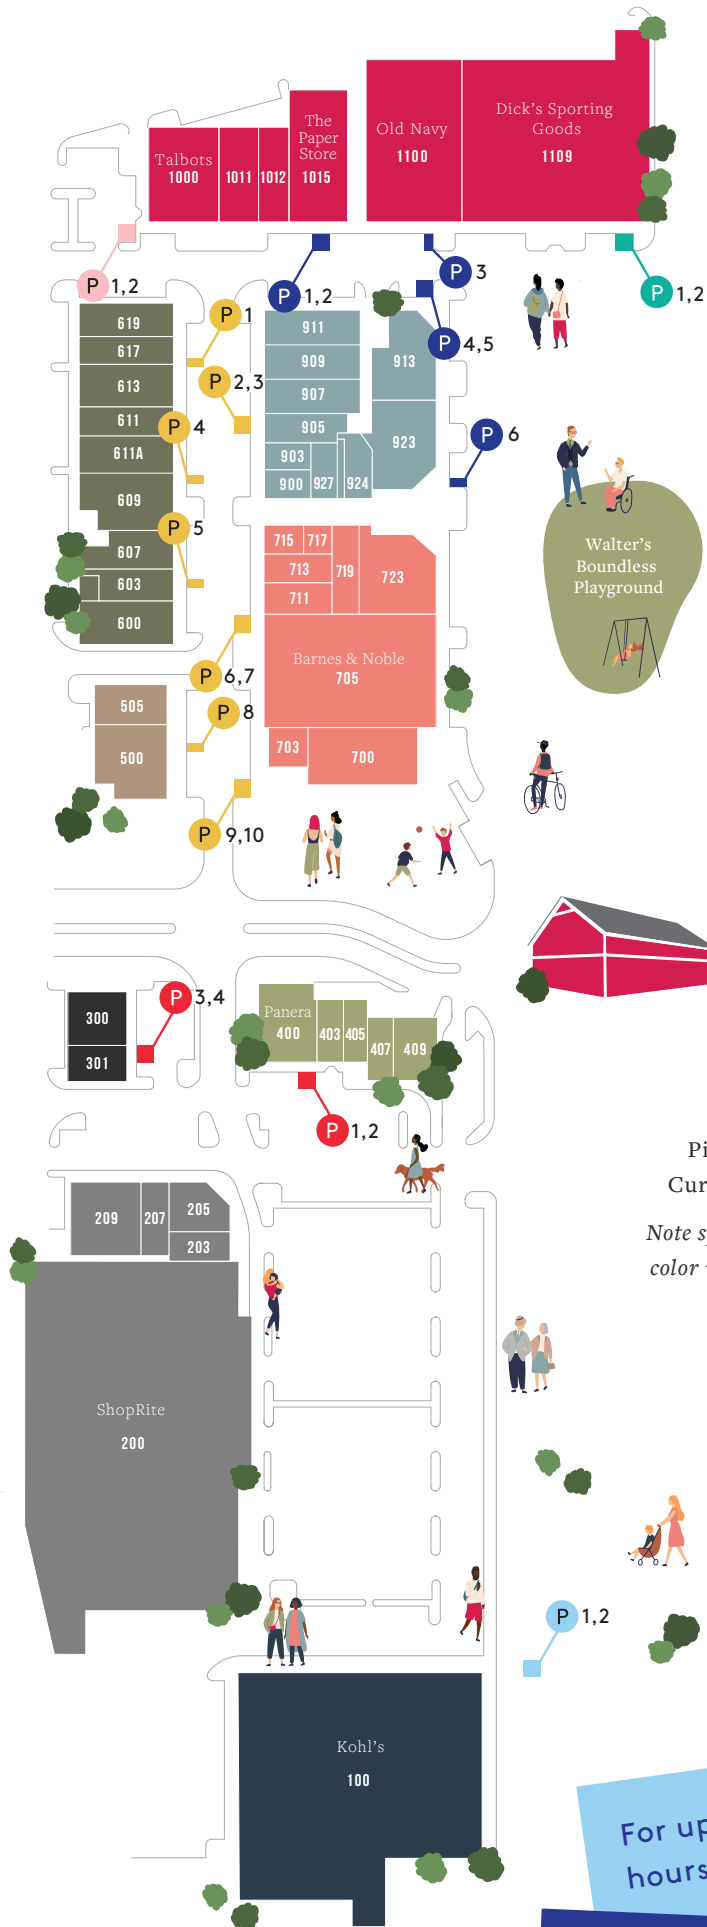 The
Paper
Store
1015
Talbots
1000
1011
1012
Old Navy
1100
Dick's Sporting
Goods
1109
P 1,2
P 1,2
P 3
P 1,2
P 4,5
619
617
613
611
611A
609
607
603
600
P 1
P 2,3
P 4
P 5
911
909
907
905
903
900
927
924
913
923
P 6
715
717
713
711
719
723
Barnes & Noble
705
703
700
Walter's
Boundless
Playground
P 6,7
P 8
505
500
P 9,10
P 3,4
300
301
Panera
400
403
405
407
409
P 1,2
Pi
Cur
Note s
color
209
207
205
203
ShopRite
200
P 1,2
Kohl's
100
For up
hours